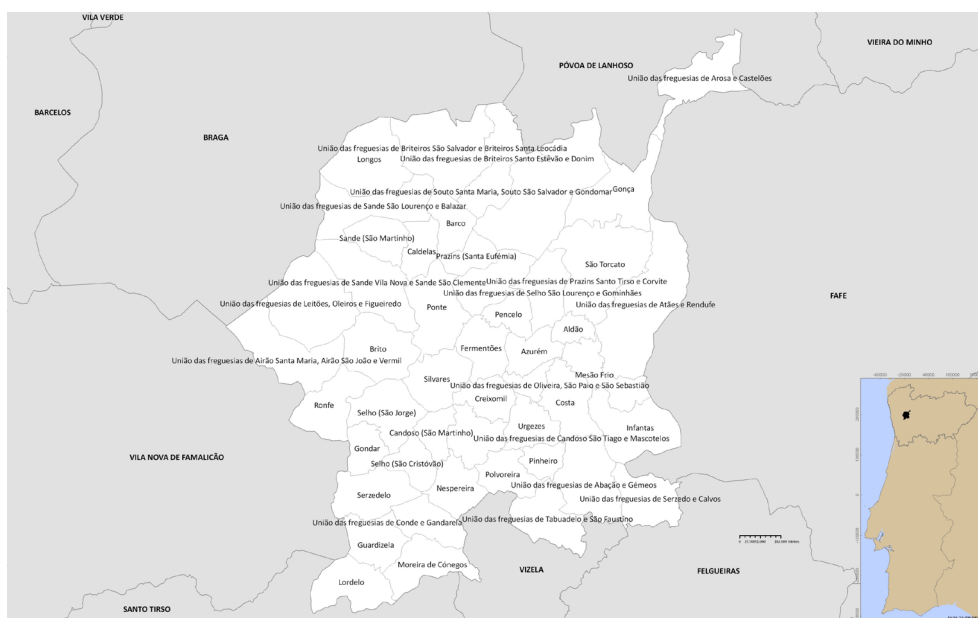 VILA VERDE
VIEIRA DO MINHO
PÓVOA DE LANHOSO
União das freguesias de Arosa e Castelões
BARCELOS
BRAGA
União das freguesias de Briteiros São Salvador e Briteiros Santa Leocádia
Longos
União das freguesias de Briteiros Santo Estêvão e Donim
União das freguesias de Souto Santa Maria, Souto São Salvador e Gondomar
Gonça
União das freguesias de Sande São Lourenço e Balazar
Barco
Sande (São Martinho)
Caldelas
Prazins (Santa Eufémia)
São Torcato
União das freguesias de Sande Vila Nova e Sande São Clemente
União das freguesias de Prazins Santo Tirso e Corvite
União das freguesias de Selho São Lourenço e Gominhães
FAFE
União das freguesias de Leitões, Oleiros e Figueiredo
Ponte
União das freguesias de Atães e Rendufe
Pencelo
Aldão
Brito
Fermentões
Azurém
União das freguesias de Airão Santa Maria, Airão São João e Vermil
Mesão Frio
Silvares
União das freguesias de Oliveira, São Paio e São Sebastião
Creixomil
Costa
Ronfe
Selho (São Jorge)
Urgezes
Infantas
Candoso (São Martinho)
União das freguesias de Candoso São Tiago e Mascotelos
Gondar
VILA NOVA DE FAMALICÃO
Selho (São Cristóvão)
Pinheiro
Polvoreira
União das freguesias de Abação e Gémeos
Nespereira
Serzedelo
União das freguesias de Serzedo e Calvos
União das freguesias de Conde e Gandarela
União das freguesias de Tabuadelo e São Faustino
Guardizela
Moreira de Cónegos
VIZELA
FELGUEIRAS
Lordelo
SANTO TIRSO